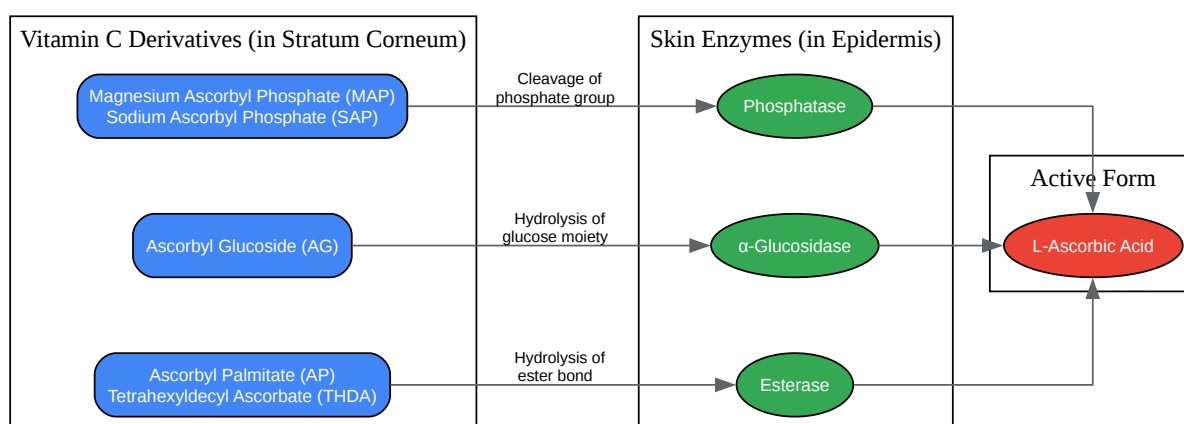 Vitamin C Derivatives (in Stratum Corneum)
Skin Enzymes (in Epidermis)
Magnesium Ascorbyl Phosphate (MAP)
Sodium Ascorbyl Phosphate (SAP)
Cleavage of
phosphate group
Phosphatase
Active Form
Ascorbyl Glucoside (AG)
Hydrolysis of
glucose moiety
α-Glucosidase
L-Ascorbic Acid
Ascorbyl Palmitate (AP)
Tetrahexyldecyl Ascorbate (THDA)
Hydrolysis of
ester bond
Esterase